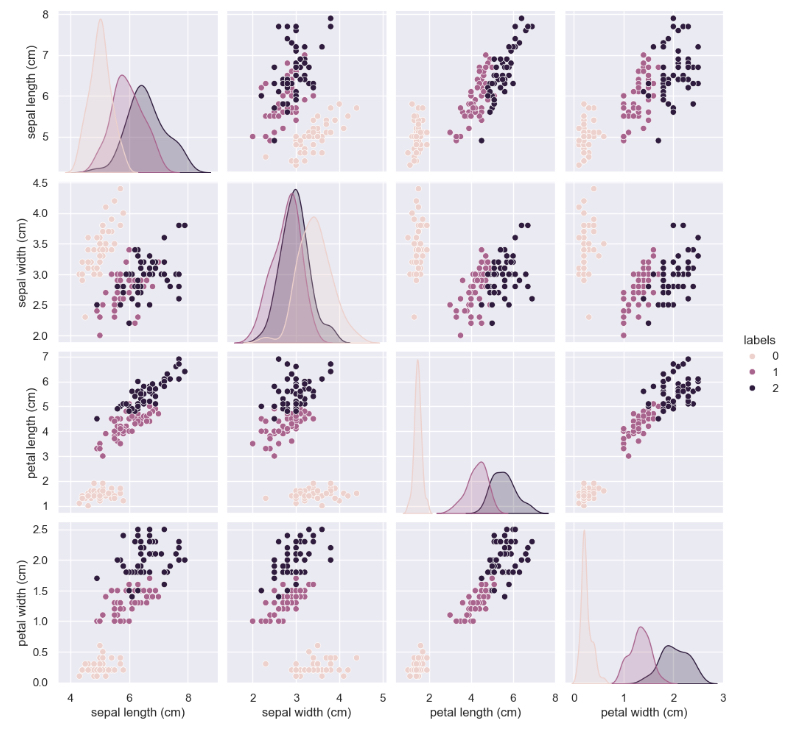 8
7
6
5
sepal length (cm)
4.5
4.0
3.5
3.0
2.5
2.0
sepal width (cm)
labels
0
1
2
7
6
5
4
3
2
1
petal length (cm)
2.5
2.0
1.5
1.0
0.5
0.0
petal width (cm)
4 6 8
sepal length (cm)
2 3 4 5
sepal width (cm)
2 4 6 8
petal length (cm)
0 1 2 3
petal width (cm)